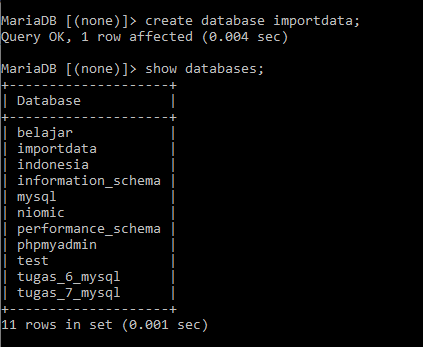 MariaDB [(none)]> create database importdata;
Query OK, 1 row affected (0.004 sec)
MariaDB [(none)]> show databases;
+--------------------+
| Database           |
+--------------------+
| belajar            |
| importdata         |
| indonesia          |
| information_schema |
| mysql              |
| niomic             |
| performance_schema |
| phpmyadmin         |
| test               |
| tugas_6_mysql      |
| tugas_7_mysql      |
+--------------------+
11 rows in set (0.001 sec)